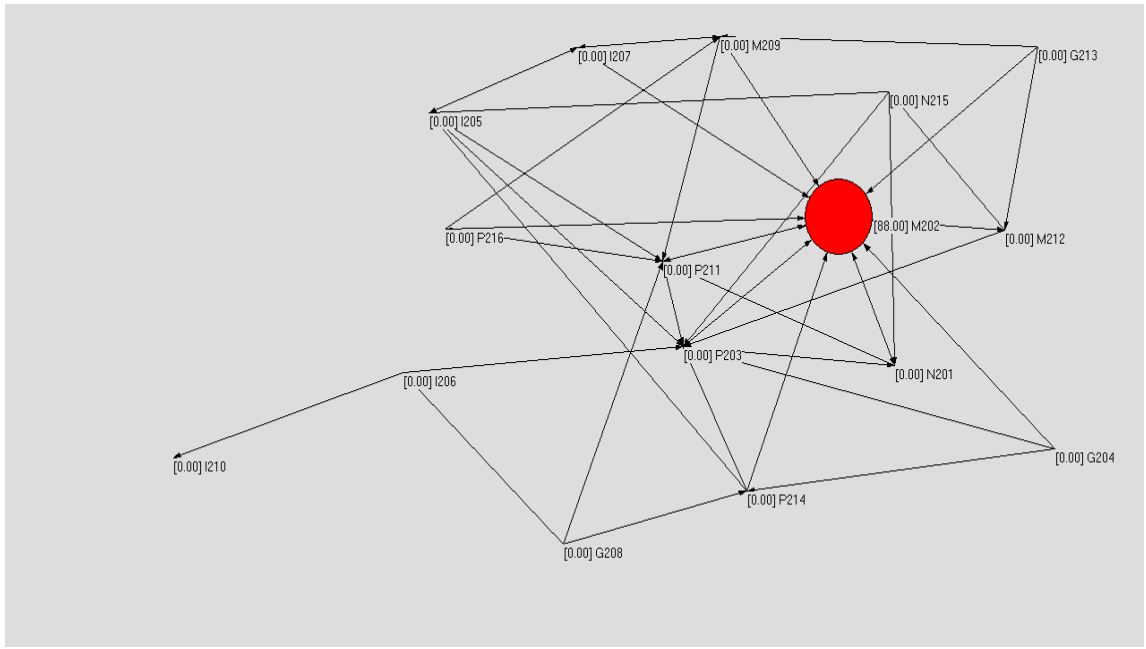 [0.00] M209
[0.00] I207
[0.00] G213
[0.00] N215
[0.00] I205
[88.00] M202
[0.00] P216
[0.00] M212
[0.00] P211
[0.00] P203
[0.00] N201
[0.00] I206
[0.00] G204
[0.00] I210
[0.00] P214
[0.00] G208